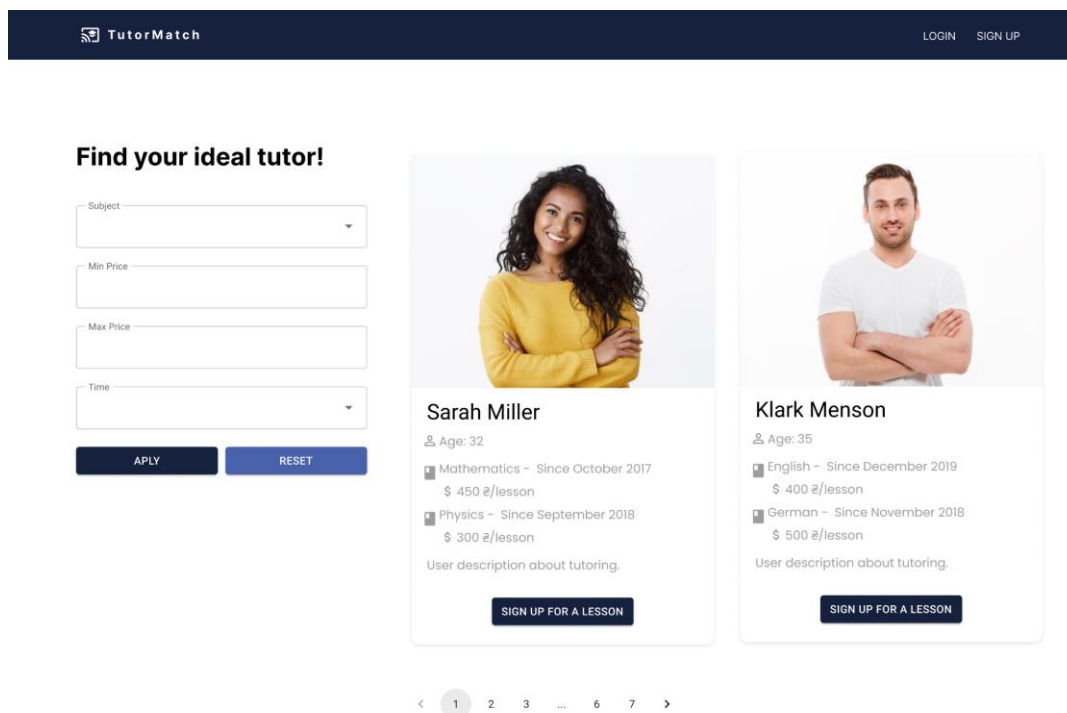 TutorMatch
LOGIN SIGN UP
Find your ideal tutor!
Subject
Min Price
Max Price
Time
APLY RESET
Sarah Miller
Age: 32
Mathematics - Since October 2017
$ 450 ₴/lesson
Physics - Since September 2018
$ 300 ₴/lesson
User description about tutoring.
SIGN UP FOR A LESSON
Klark Menson
Age: 35
English - Since December 2019
$ 400 ₴/lesson
German - Since November 2018
$ 500 ₴/lesson
User description about tutoring.
SIGN UP FOR A LESSON
< 1 2 3 ... 6 7 >